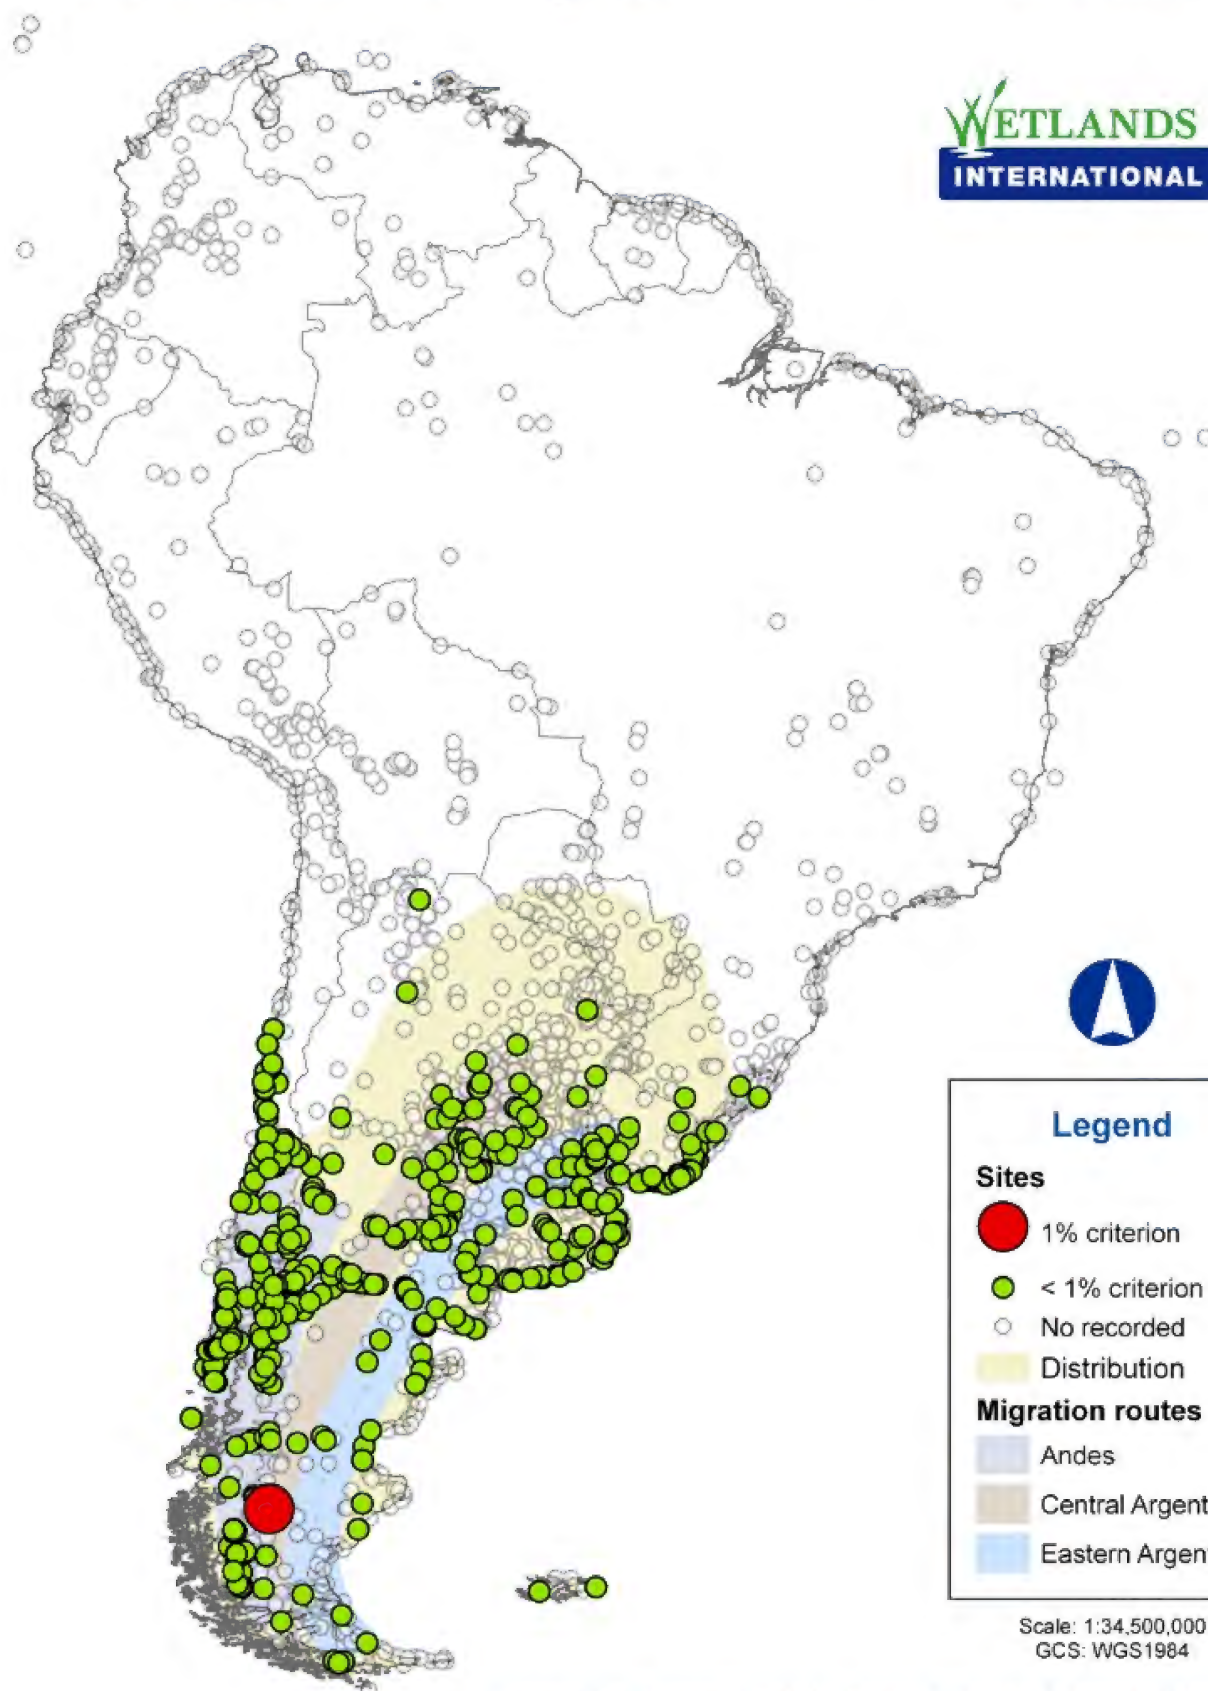 WETLANDS
INTERNATIONAL
Legend
Sites
1% criterion
< 1% criterion
No recorded
Distribution
Migration routes
Andes
Central Argent
Eastern Argen
Scale: 1:34,500,000
GCS: WGS1984